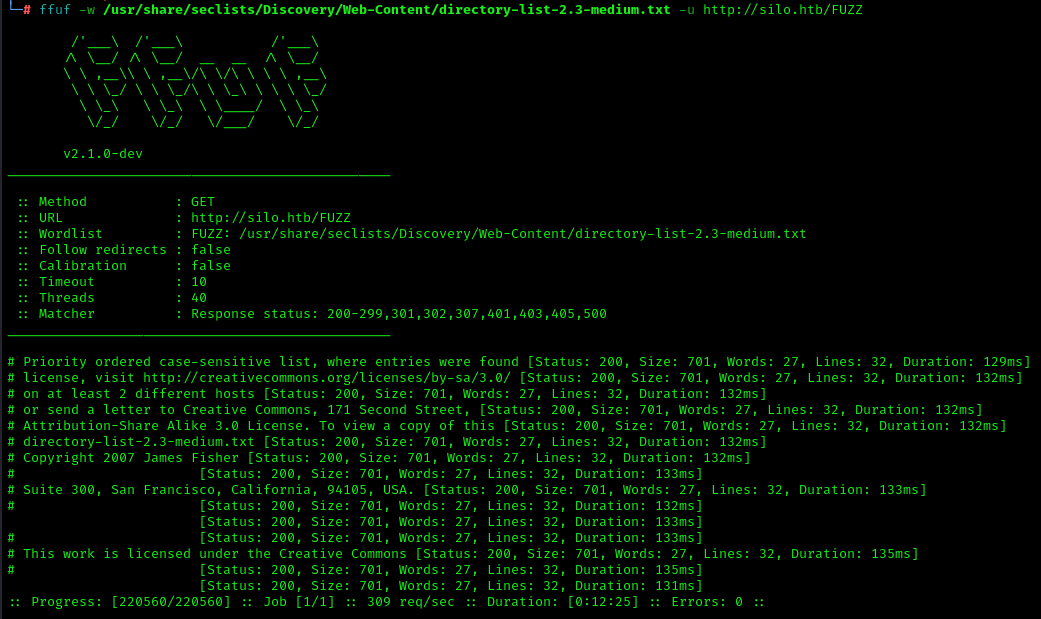 └─# ffuf -w /usr/share/seclists/Discovery/Web-Content/directory-list-2.3-medium.txt -u http://silo.htb/FUZZ
        /'___\  /'___\           /'___\
       /\ \__/ /\ \__/  __  __  /\ \__/
       \ \ ,__\\ \ ,__\/\ \/\ \ \ \ ,__\
        \ \ \_/ \ \ \_/\ \ \_\ \ \ \ \_/
         \ \_\   \ \_\  \ \____/  \ \_\
          \/_/    \/_/   \/___/    \/_/
v2.1.0-dev
________________________________________________
:: Method           : GET
:: URL              : http://silo.htb/FUZZ
:: Wordlist         : FUZZ: /usr/share/seclists/Discovery/Web-Content/directory-list-2.3-medium.txt
:: Follow redirects : false
:: Calibration      : false
:: Timeout          : 10
:: Threads          : 40
:: Matcher          : Response status: 200-299,301,302,307,401,403,405,500
________________________________________________
# Priority ordered case-sensitive list, where entries were found [Status: 200, Size: 701, Words: 27, Lines: 32, Duration: 129ms]
# license, visit http://creativecommons.org/licenses/by-sa/3.0/ [Status: 200, Size: 701, Words: 27, Lines: 32, Duration: 132ms]
# on at least 2 different hosts [Status: 200, Size: 701, Words: 27, Lines: 32, Duration: 132ms]
# or send a letter to Creative Commons, 171 Second Street, [Status: 200, Size: 701, Words: 27, Lines: 32, Duration: 132ms]
# Attribution-Share Alike 3.0 License. To view a copy of this [Status: 200, Size: 701, Words: 27, Lines: 32, Duration: 132ms]
# directory-list-2.3-medium.txt [Status: 200, Size: 701, Words: 27, Lines: 32, Duration: 132ms]
# Copyright 2007 James Fisher [Status: 200, Size: 701, Words: 27, Lines: 32, Duration: 132ms]
#                       [Status: 200, Size: 701, Words: 27, Lines: 32, Duration: 133ms]
# Suite 300, San Francisco, California, 94105, USA. [Status: 200, Size: 701, Words: 27, Lines: 32, Duration: 133ms]
#                       [Status: 200, Size: 701, Words: 27, Lines: 32, Duration: 132ms]
                        [Status: 200, Size: 701, Words: 27, Lines: 32, Duration: 133ms]
#                       [Status: 200, Size: 701, Words: 27, Lines: 32, Duration: 133ms]
# This work is licensed under the Creative Commons [Status: 200, Size: 701, Words: 27, Lines: 32, Duration: 135ms]
#                       [Status: 200, Size: 701, Words: 27, Lines: 32, Duration: 135ms]
                        [Status: 200, Size: 701, Words: 27, Lines: 32, Duration: 131ms]
:: Progress: [220560/220560] :: Job [1/1] :: 309 req/sec :: Duration: [0:12:25] :: Errors: 0 ::